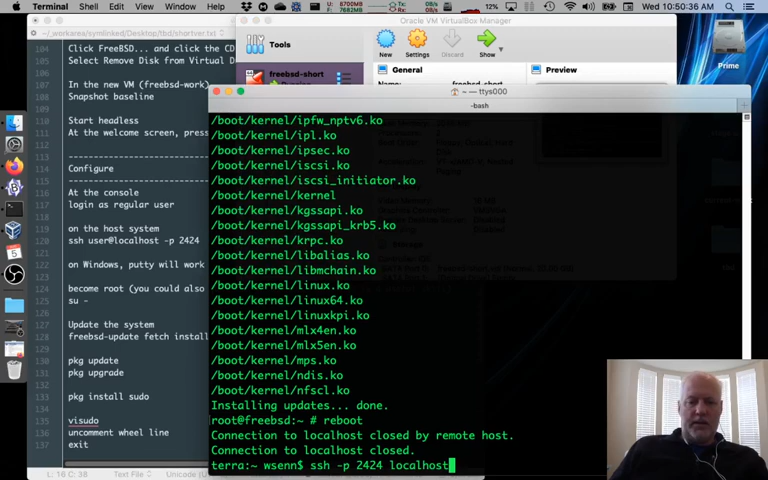 Terminal Shell Edit View Window Help
6700MB
7682MB
0B/s
0B/s
Wed 10:50:36 AM
~/_workarea/symlinked/Desktop/tbd/shortver.txt
Oracle VM VirtualBox Manager
Tools
New
Settings
Discard
Show
General
Preview
freebsd-short
Prime
104 Click FreeBSD... and click the CD
105 Select Remove Disk from Virtual D
106
107 In the new VM (freebsd-work)
108 Snapshot baseline
109
110 Start headless
111 At the welcome screen, press
112
113
114 Configure
115
116 At the console
117 login as regular user
118
119 on the host system
120 ssh user@localhost -p 2424
121
122 on Windows, putty will work
123
124 become root (you could also
125 su -
126
127 Update the system
128 freebsd-update fetch install
129
130 pkg update
131 pkg upgrade
132
133 pkg install sudo
134
135 visudo
136 uncomment wheel line
137 exit
Line: 16:38
Text File
Unicode
~ — ttys000
-bash
/boot/kernel/ipfw_nptv6.ko
/boot/kernel/ipl.ko
/boot/kernel/ipsec.ko
/boot/kernel/iscsi.ko
/boot/kernel/iscsi_initiator.ko
/boot/kernel/kernel
/boot/kernel/kgssapi.ko
/boot/kernel/kgssapi_krb5.ko
/boot/kernel/krpc.ko
/boot/kernel/libalias.ko
/boot/kernel/libmchain.ko
/boot/kernel/linux.ko
/boot/kernel/linux64.ko
/boot/kernel/linuxkpi.ko
/boot/kernel/mlx4en.ko
/boot/kernel/mlx5en.ko
/boot/kernel/mps.ko
/boot/kernel/ndis.ko
/boot/kernel/nfscl.ko
Installing updates... done.
root@freebsd:~ # reboot
Connection to localhost closed by remote host.
Connection to localhost closed.
terra:~ wsenn$ ssh -p 2424 localhost